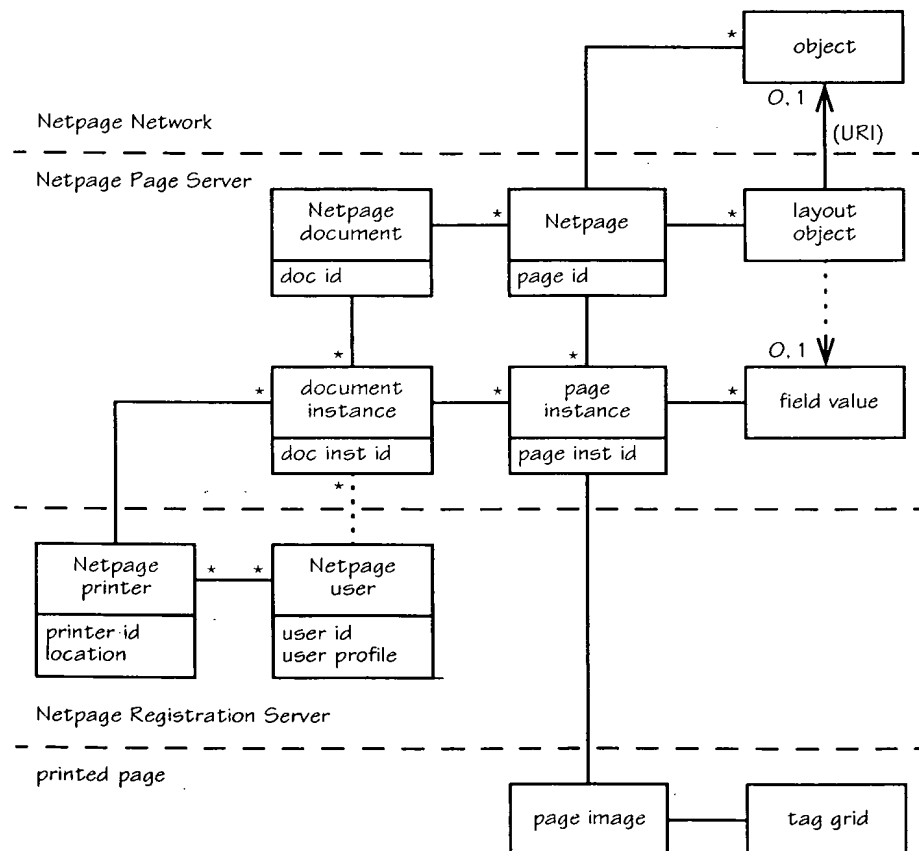 *
object
0, 1
Netpage Network
(URI)
Netpage Page Server
Netpage
document
doc id
*
Netpage
page id
*
layout
object
*
*
0, 1
*
document
instance
doc inst id
*
page
instance
page inst id
*
field value
*
Netpage
printer
printer id
location
* *
Netpage
user
user id
user profile
Netpage Registration Server
printed page
page image
tag grid